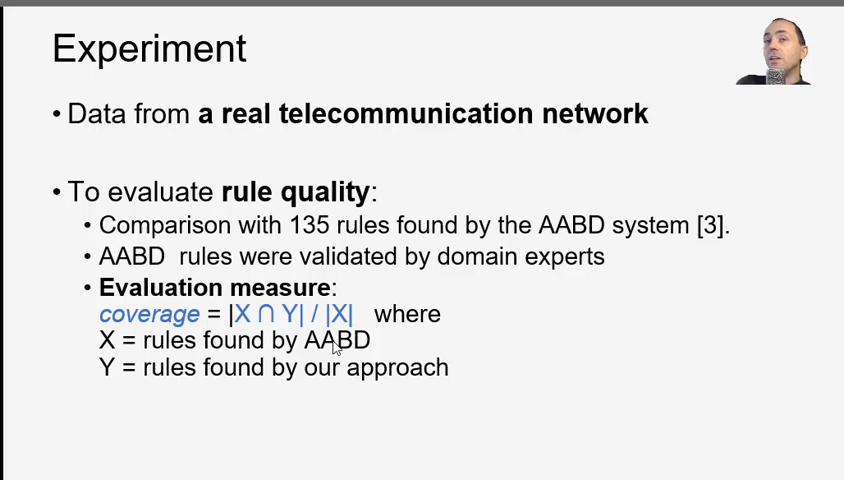 Experiment
• Data from a real telecommunication network
• To evaluate rule quality:
• Comparison with 135 rules found by the AABD system [3].
• AABD rules were validated by domain experts
• Evaluation measure:
coverage = |X ∩ Y| / |X| where
X = rules found by AABD
Y = rules found by our approach